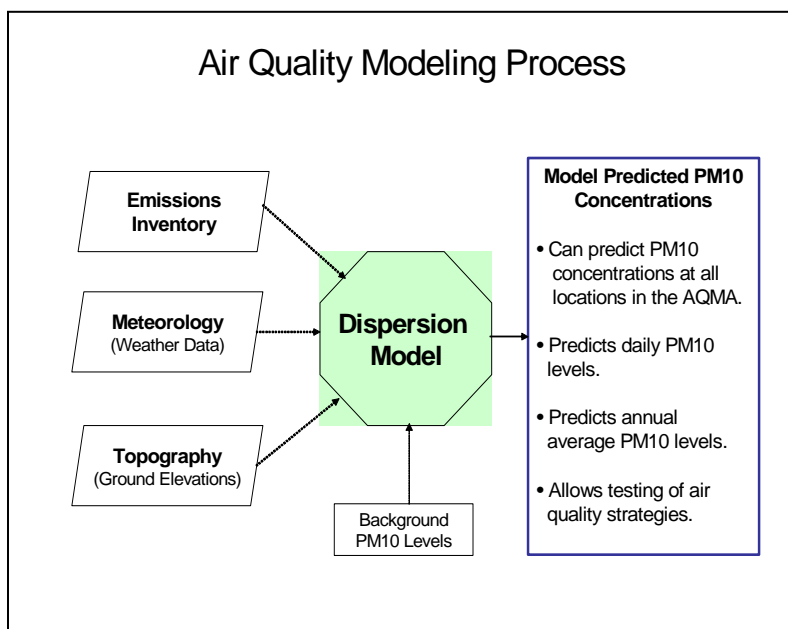 Air Quality Modeling Process
Emissions
Inventory
Meteorology
(Weather Data)
Topography
(Ground Elevations)
Dispersion
Model
Background
PM10 Levels
Model Predicted PM10
Concentrations
• Can predict PM10
concentrations at all
locations in the AQMA.
• Predicts daily PM10
levels.
• Predicts annual
average PM10 levels.
• Allows testing of air
quality strategies.